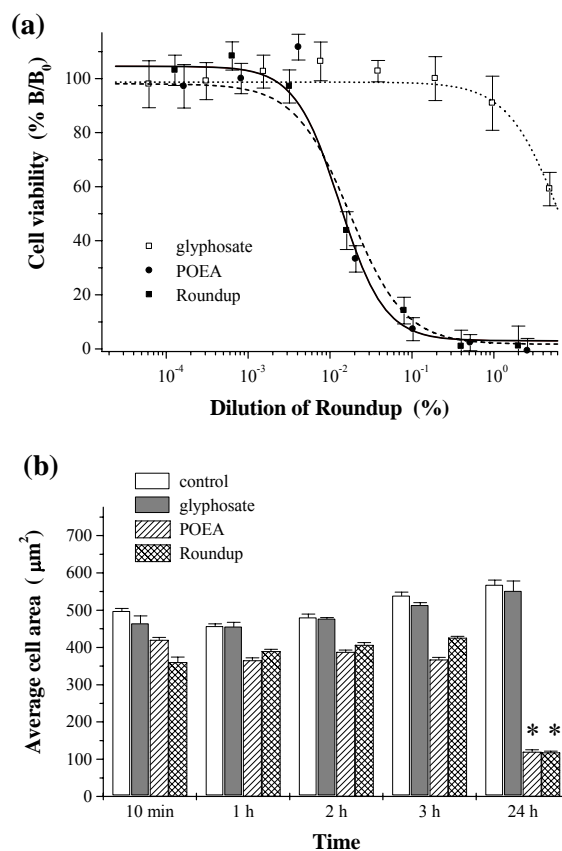 (a)
Cell viability (% B/B₀)
120
100
80
60
40
20
0
glyphosate
POEA
Roundup
10⁻⁴
10⁻³
10⁻²
10⁻¹
10⁰
Dilution of Roundup (%)
(b)
control
glyphosate
POEA
Roundup
Average cell area ( µm²)
700
600
500
400
300
200
100
0
* *
10 min
1 h
2 h
3 h
24 h
Time